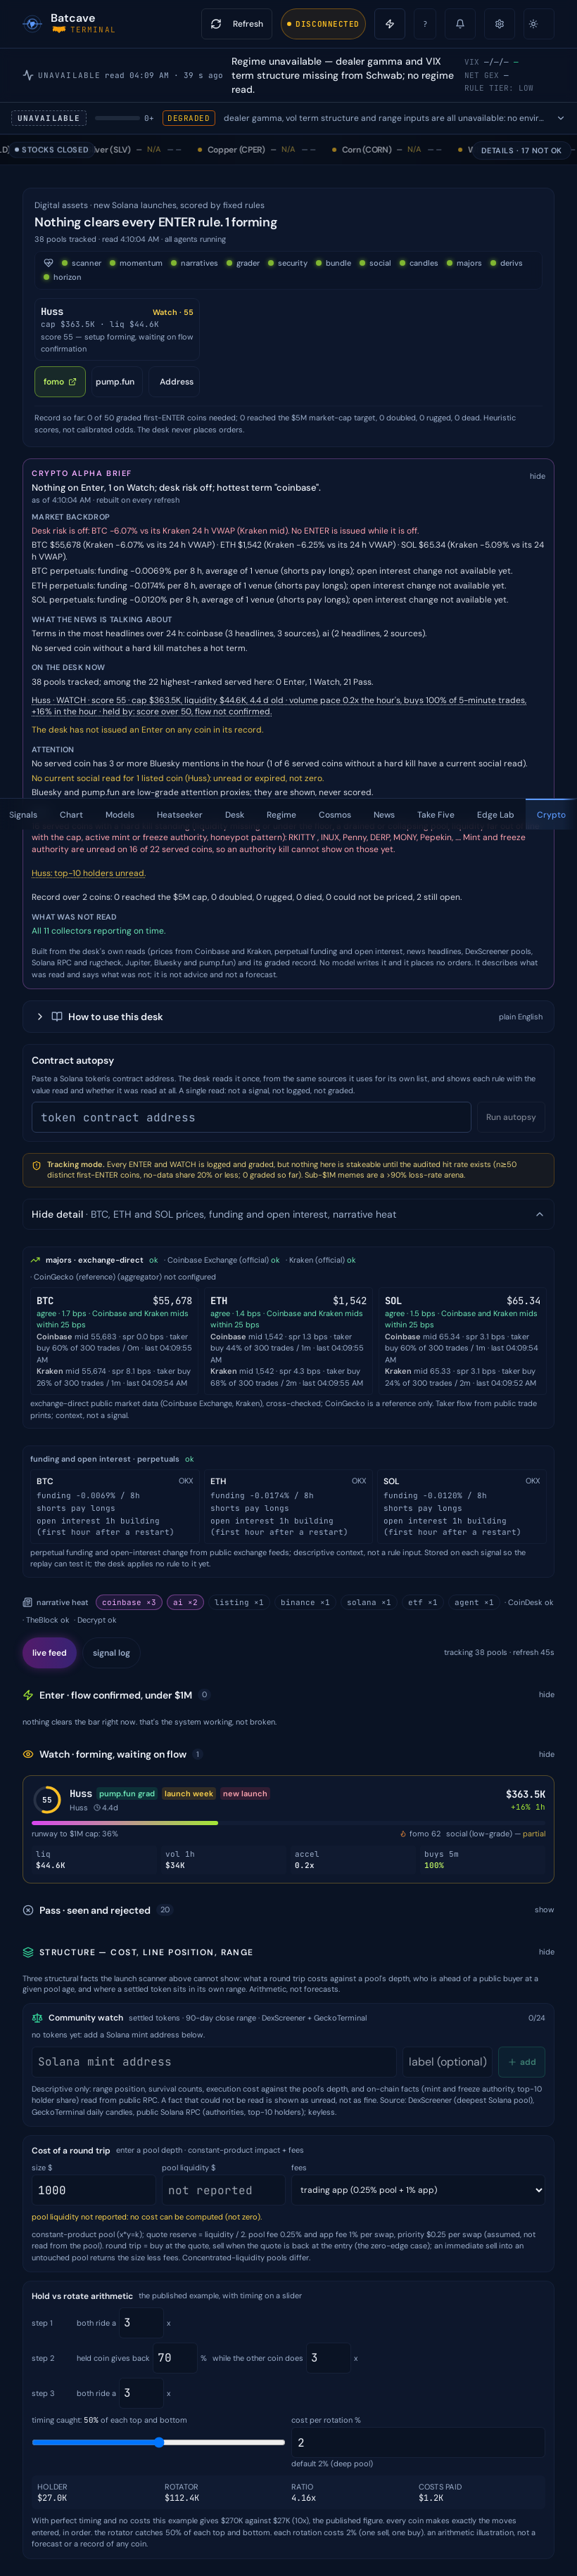 Batcave
TERMINAL
Refresh
DISCONNECTED
?
UNAVAILABLE read 04:09 AM · 39 s ago
Regime unavailable — dealer gamma and VIX
term structure missing from Schwab; no regime
read.
VIX —/—/— —
NET GEX —
RULE TIER: LOW
UNAVAILABLE
0+
DEGRADED
dealer gamma, vol term structure and range inputs are all unavailable: no envir...
STOCKS CLOSED
lver (SLV) — N/A — —
Copper (CPER) — N/A — —
Corn (CORN) — N/A — —
DETAILS · 17 NOT OK
Digital assets · new Solana launches, scored by fixed rules
Nothing clears every ENTER rule. 1 forming
38 pools tracked · read 4:10:04 AM · all agents running
scanner
momentum
narratives
grader
security
bundle
social
candles
majors
derivs
horizon
Huss
Watch · 55
cap $363.5K · liq $44.6K
score 55 — setup forming, waiting on flow
confirmation
fomo
pump.fun
Address
Record so far: 0 of 50 graded first-ENTER coins needed; 0 reached the $5M market-cap target, 0 doubled, 0 rugged, 0 dead. Heuristic
scores, not calibrated odds. The desk never places orders.
CRYPTO ALPHA BRIEF
hide
Nothing on Enter, 1 on Watch; desk risk off; hottest term "coinbase".
as of 4:10:04 AM · rebuilt on every refresh
MARKET BACKDROP
Desk risk is off: BTC -6.07% vs its Kraken 24 h VWAP (Kraken mid). No ENTER is issued while it is off.
BTC $55,678 (Kraken -6.07% vs its 24 h VWAP) · ETH $1,542 (Kraken -6.25% vs its 24 h VWAP) · SOL $65.34 (Kraken -5.09% vs its 24
h VWAP).
BTC perpetuals: funding -0.0069% per 8 h, average of 1 venue (shorts pay longs); open interest change not available yet.
ETH perpetuals: funding -0.0174% per 8 h, average of 1 venue (shorts pay longs); open interest change not available yet.
SOL perpetuals: funding -0.0120% per 8 h, average of 1 venue (shorts pay longs); open interest change not available yet.
WHAT THE NEWS IS TALKING ABOUT
Terms in the most headlines over 24 h: coinbase (3 headlines, 3 sources), ai (2 headlines, 2 sources).
No served coin without a hard kill matches a hot term.
ON THE DESK NOW
38 pools tracked; among the 22 highest-ranked served here: 0 Enter, 1 Watch, 21 Pass.
Huss · WATCH · score 55 · cap $363.5K, liquidity $44.6K, 4.4 d old · volume pace 0.2x the hour's, buys 100% of 5-minute trades,
+16% in the hour · held by: score over 50, flow not confirmed.
The desk has not issued an Enter on any coin in its record.
ATTENTION
No served coin has 3 or more Bluesky mentions in the hour (1 of 6 served coins without a hard kill have a current social read).
No current social read for 1 listed coin (Huss): unread or expired, not zero.
Bluesky and pump.fun are low-grade attention proxies; they are shown, never scored.
Signals
Chart
Models
Heatseeker
Desk
Regime
Cosmos
News
Take Five
Edge Lab
Crypto
with the cap, active mint or freeze authority, honeypot pattern): RKITTY , INUX, Penny, DERP, MONY, Pepekin, .... Mint and freeze
authority are unread on 16 of 22 served coins, so an authority kill cannot show on those yet.
Huss: top-10 holders unread.
Record over 2 coins: 0 reached the $5M cap, 0 doubled, 0 rugged, 0 died, 0 could not be priced, 2 still open.
WHAT WAS NOT READ
All 11 collectors reporting on time.
Built from the desk's own reads (prices from Coinbase and Kraken, perpetual funding and open interest, news headlines, DexScreener pools,
Solana RPC and rugcheck, Jupiter, Bluesky and pump.fun) and its graded record. No model writes it and it places no orders. It describes what
was read and says what was not; it is not advice and not a forecast.
How to use this desk
plain English
Contract autopsy
Paste a Solana token's contract address. The desk reads it once, from the same sources it uses for its own list, and shows each rule with the
value read and whether it was read at all. A single read: not a signal, not logged, not graded.
token contract address
Run autopsy
Tracking mode. Every ENTER and WATCH is logged and graded, but nothing here is stakeable until the audited hit rate exists (n≥50
distinct first-ENTER coins, no-data share 20% or less; 0 graded so far). Sub-$1M memes are a >90% loss-rate arena.
Hide detail · BTC, ETH and SOL prices, funding and open interest, narrative heat
majors · exchange-direct ok · Coinbase Exchange (official) ok · Kraken (official) ok
· CoinGecko (reference) (aggregator) not configured
BTC $55,678
agree · 1.7 bps · Coinbase and Kraken mids
within 25 bps
Coinbase mid 55,683 · spr 0.0 bps · taker
buy 60% of 300 trades / 0m · last 04:09:55
AM
Kraken mid 55,674 · spr 8.1 bps · taker buy
26% of 300 trades / 1m · last 04:09:54 AM
ETH $1,542
agree · 1.4 bps · Coinbase and Kraken mids
within 25 bps
Coinbase mid 1,542 · spr 1.3 bps · taker
buy 44% of 300 trades / 1m · last 04:09:55
AM
Kraken mid 1,542 · spr 4.3 bps · taker buy
68% of 300 trades / 2m · last 04:09:55 AM
SOL $65.34
agree · 1.5 bps · Coinbase and Kraken mids
within 25 bps
Coinbase mid 65.34 · spr 3.1 bps · taker
buy 60% of 300 trades / 1m · last 04:09:54
AM
Kraken mid 65.33 · spr 3.1 bps · taker buy
24% of 300 trades / 2m · last 04:09:52 AM
exchange-direct public market data (Coinbase Exchange, Kraken), cross-checked; CoinGecko is a reference only. Taker flow from public trade
prints; context, not a signal.
funding and open interest · perpetuals ok
BTC OKX
funding -0.0069% / 8h
shorts pay longs
open interest 1h building
(first hour after a restart)
ETH OKX
funding -0.0174% / 8h
shorts pay longs
open interest 1h building
(first hour after a restart)
SOL OKX
funding -0.0120% / 8h
shorts pay longs
open interest 1h building
(first hour after a restart)
perpetual funding and open-interest change from public exchange feeds; descriptive context, not a rule input. Stored on each signal so the
replay can test it; the desk applies no rule to it yet.
narrative heat
coinbase ×3
ai ×2
listing ×1
binance ×1
solana ×1
etf ×1
agent ×1
· CoinDesk ok
· TheBlock ok · Decrypt ok
live feed
signal log
tracking 38 pools · refresh 45s
Enter · flow confirmed, under $1M 0
hide
nothing clears the bar right now. that's the system working, not broken.
Watch · forming, waiting on flow 1
hide
55
Huss
pump.fun grad
launch week
new launch
$363.5K
Huss 4.4d
+16% 1h
runway to $1M cap: 36%
fomo 62 social (low-grade) — partial
liq
$44.6K
vol 1h
$34K
accel
0.2x
buys 5m
100%
Pass · seen and rejected 20
show
STRUCTURE — COST, LINE POSITION, RANGE
hide
Three structural facts the launch scanner above cannot show: what a round trip costs against a pool's depth, who is ahead of a public buyer at a
given pool age, and where a settled token sits in its own range. Arithmetic, not forecasts.
Community watch settled tokens · 90-day close range · DexScreener + GeckoTerminal
0/24
no tokens yet: add a Solana mint address below.
Solana mint address
label (optional)
+ add
Descriptive only: range position, survival counts, execution cost against the pool's depth, and on-chain facts (mint and freeze authority, top-10
holder share) read from public RPC. A fact that could not be read is shown as unread, not as fine. Source: DexScreener (deepest Solana pool),
GeckoTerminal daily candles, public Solana RPC (authorities, top-10 holders); keyless.
Cost of a round trip enter a pool depth · constant-product impact + fees
size $
pool liquidity $
fees
1000
not reported
trading app (0.25% pool + 1% app)
pool liquidity not reported: no cost can be computed (not zero).
constant-product pool (x*y=k); quote reserve = liquidity / 2. pool fee 0.25% and app fee 1% per swap, priority $0.25 per swap (assumed, not
read from the pool). round trip = buy at the quote, sell when the quote is back at the entry (the zero-edge case); an immediate sell into an
untouched pool returns the size less fees. Concentrated-liquidity pools differ.
Hold vs rotate arithmetic the published example, with timing on a slider
step 1 both ride a 3 x
step 2 held coin gives back 70 % while the other coin does 3 x
step 3 both ride a 3 x
timing caught: 50% of each top and bottom
cost per rotation %
2
default 2% (deep pool)
HOLDER
$27.0K
ROTATOR
$112.4K
RATIO
4.16x
COSTS PAID
$1.2K
With perfect timing and no costs this example gives $270K against $27K (10x), the published figure. every coin makes exactly the moves
entered, in order. the rotator catches 50% of each top and bottom. each rotation costs 2% (one sell, one buy). an arithmetic illustration, not a
forecast or a record of any coin.